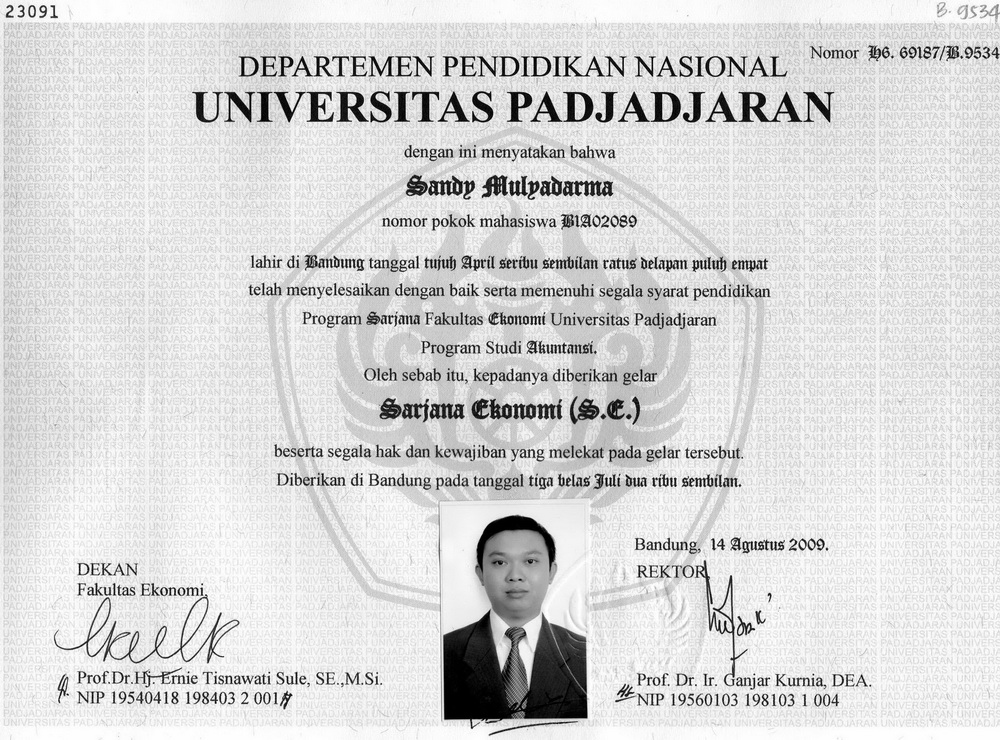 23091
B. 9534
Nomor H6. 69187/B.9534
DEPARTEMEN PENDIDIKAN NASIONAL
UNIVERSITAS PADJADJARAN
dengan ini menyatakan bahwa
Sandy Mulyadarma
nomor pokok mahasiswa B1A02089
lahir di Bandung tanggal tujuh April seribu sembilan ratus delapan puluh empat
telah menyelesaikan dengan baik serta memenuhi segala syarat pendidikan
Program Sarjana Fakultas Ekonomi Universitas Padjadjaran
Program Studi Akuntansi.
Oleh sebab itu, kepadanya diberikan gelar
Sarjana Ekonomi (S.E.)
beserta segala hak dan kewajiban yang melekat pada gelar tersebut.
Diberikan di Bandung pada tanggal tiga belas Juli dua ribu sembilan.
Bandung, 14 Agustus 2009.
REKTOR,
DEKAN
Fakultas Ekonomi,
Prof.Dr.Hj. Ernie Tisnawati Sule, SE.,M.Si.
NIP 19540418 198403 2 001
Prof. Dr. Ir. Ganjar Kurnia, DEA.
NIP 19560103 198103 1 004